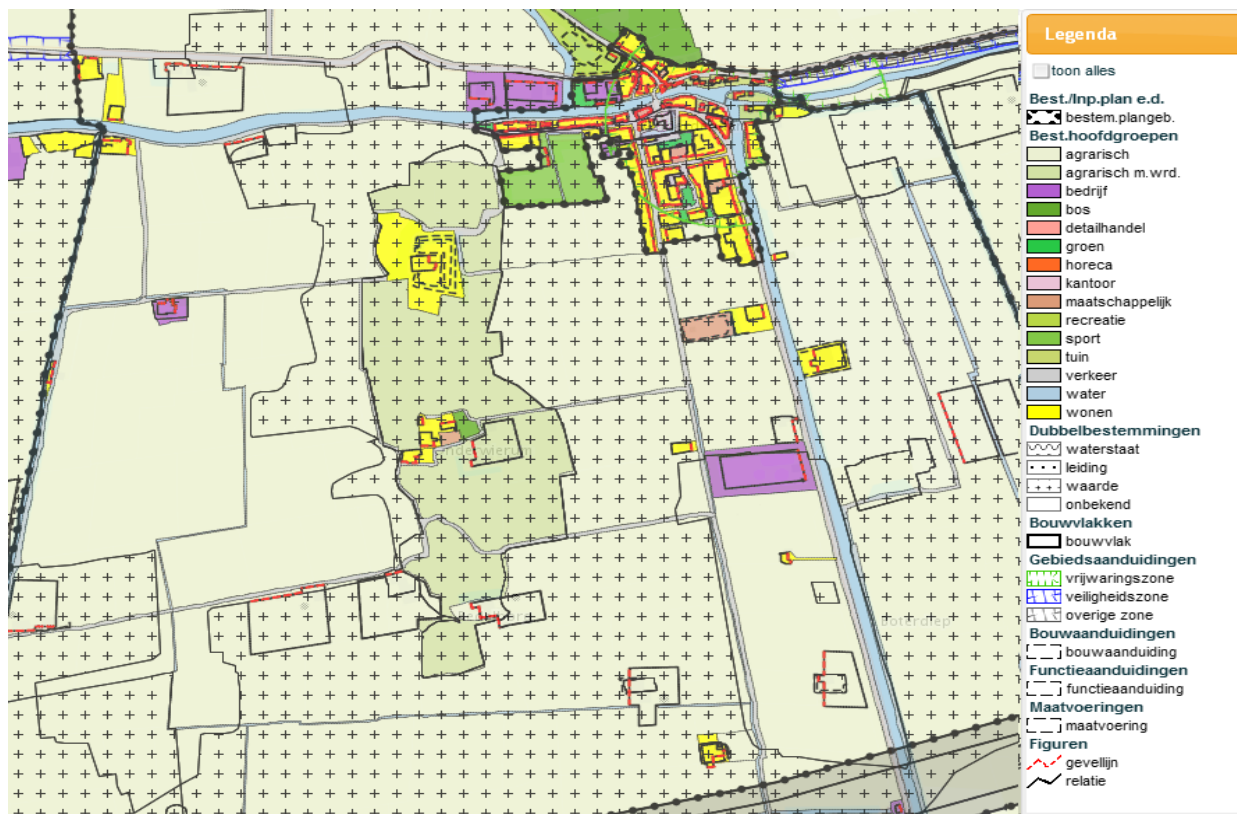 Legenda
toon alles
Best./Inp.plan e.d.
bestem.plangeb.
Best.hoofdgroepen
agrarisch
agrarisch m.wrd.
bedrijf
bos
detailhandel
groen
horeca
kantoor
maatschappelijk
recreatie
sport
tuin
verkeer
water
wonen
Dubbelbestemmingen
waterstaat
leiding
waarde
onbekend
Bouwvlakken
bouwvlak
Gebiedsaanduidingen
vrijwaringszone
veiligheidszone
overige zone
Bouwaanduidingen
bouwaanduiding
Functieaanduidingen
functieaanduiding
Maatvoeringen
maatvoering
Figuren
gevellijn
relatie
Onderwierum
Boterdiep